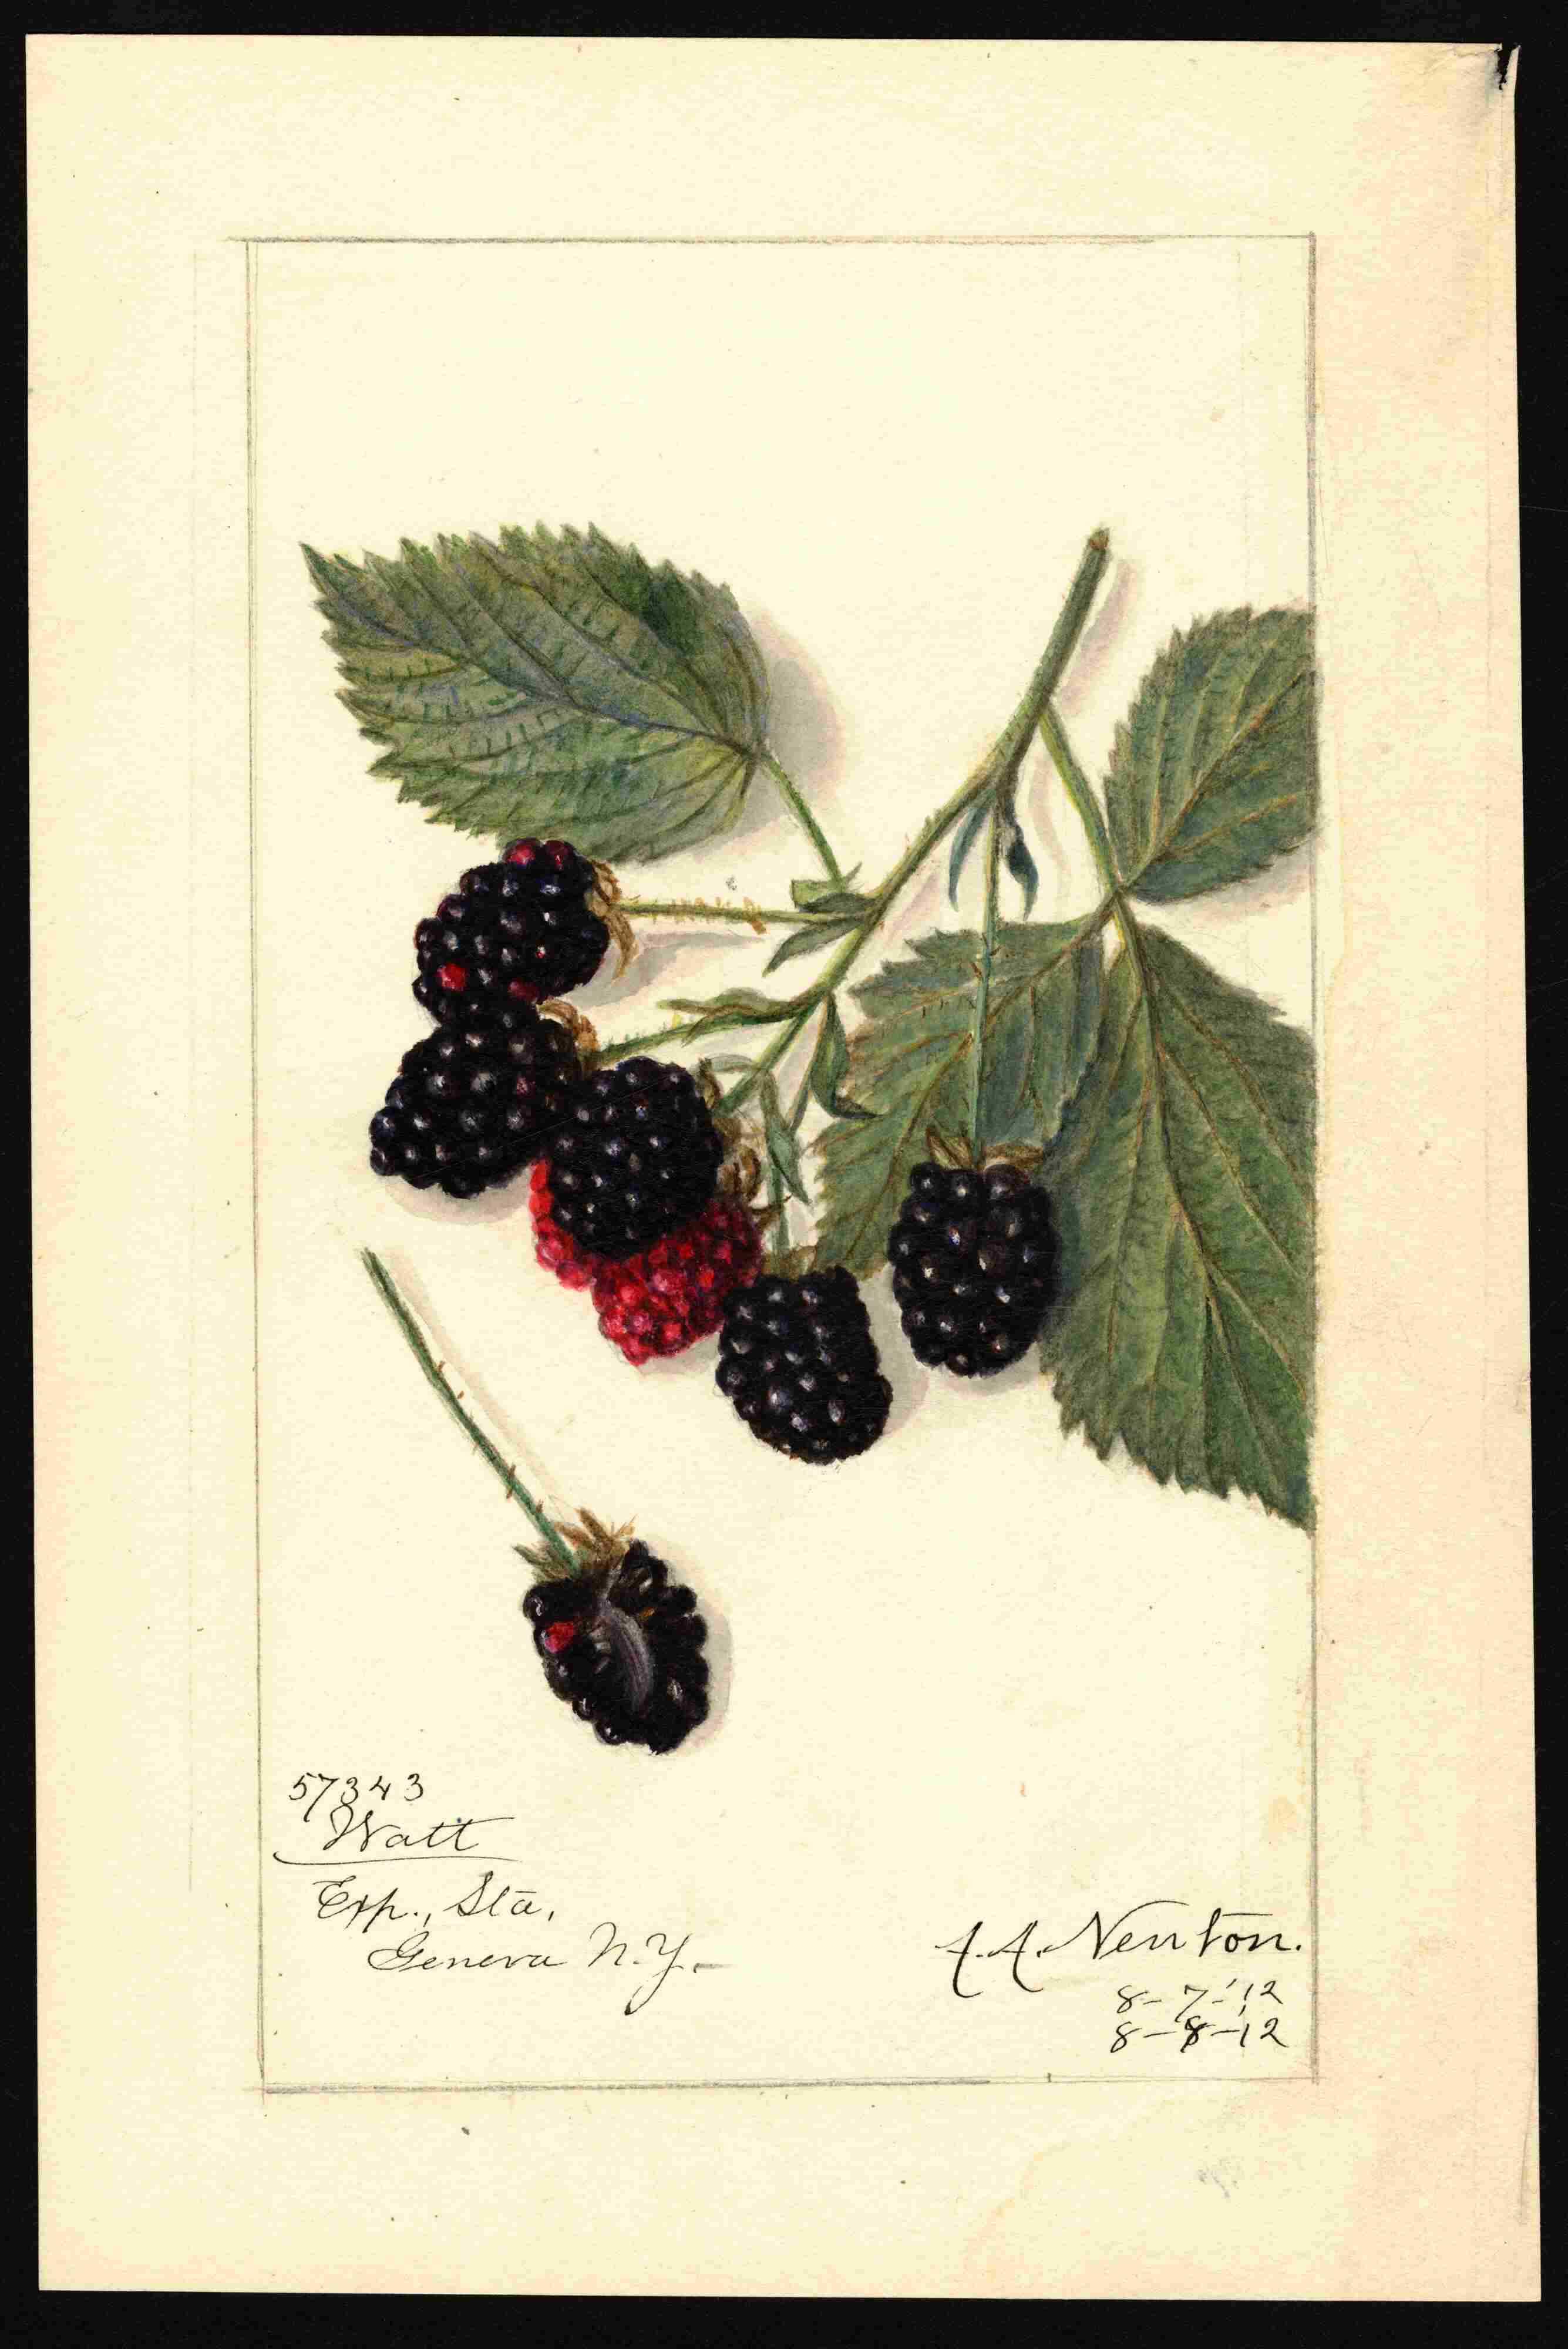 57343
Watt
Exp., Sta,
Geneva N.Y.
A.A. Newton.
8-7-'12
8-8-'12